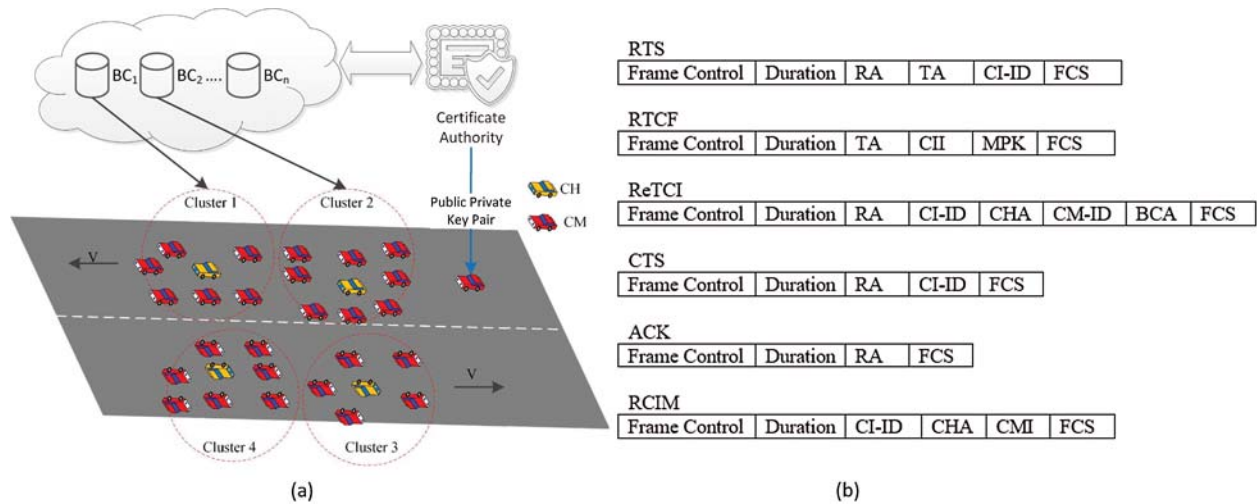 BC1 BC2 .... BCn
Certificate
Authority
Public Private
Key Pair
CH
CM
Cluster 1 Cluster 2
V
V
Cluster 4 Cluster 3
(a)
RTS
Frame Control Duration RA TA CI-ID FCS
RTCF
Frame Control Duration TA CII MPK FCS
ReTCI
Frame Control Duration RA CI-ID CHA CM-ID BCA FCS
CTS
Frame Control Duration RA CI-ID FCS
ACK
Frame Control Duration RA FCS
RCIM
Frame Control Duration CI-ID CHA CMI FCS
(b)